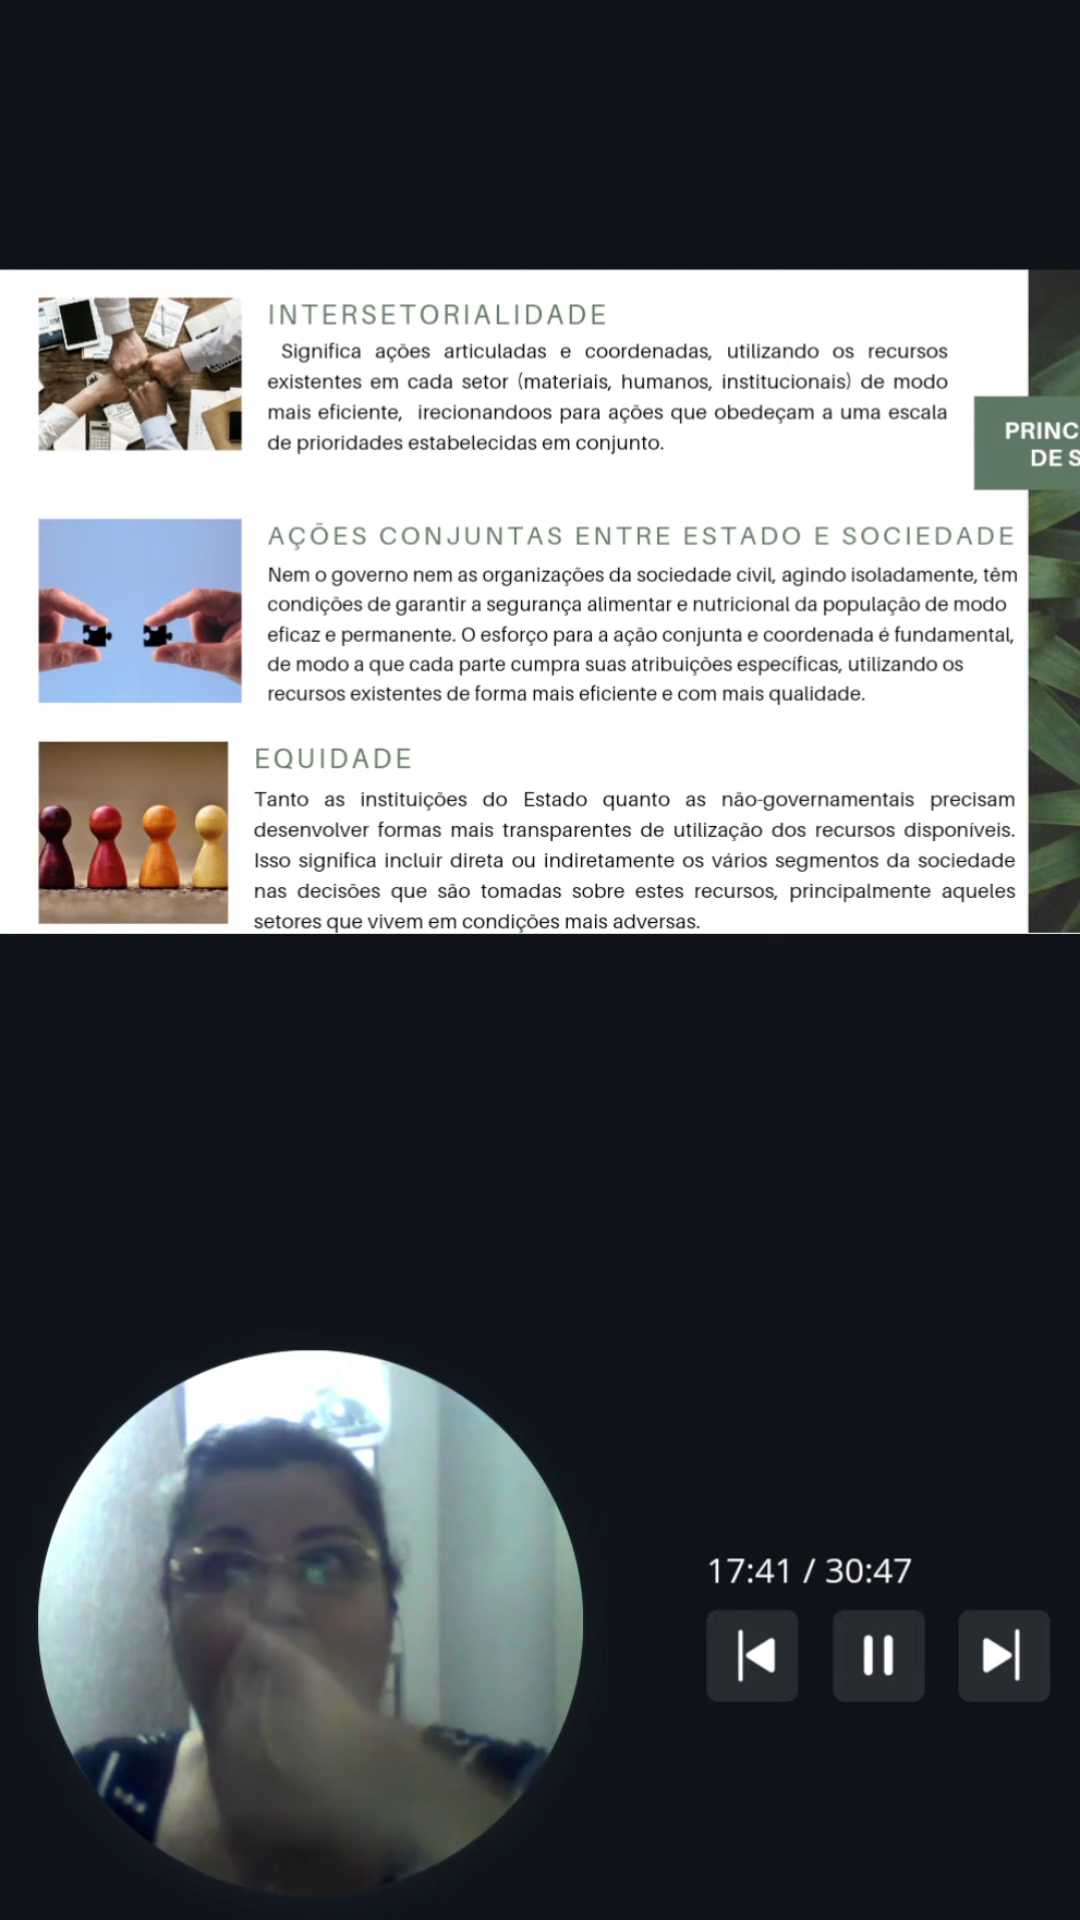 INTERSETORIALIDADE
Significa ações articuladas e coordenadas, utilizando os recursos
existentes em cada setor (materiais, humanos, institucionais) de modo
mais eficiente, irecionandoos para ações que obedeçam a uma escala
de prioridades estabelecidas em conjunto.
PRINC
DE S
AÇÕES CONJUNTAS ENTRE ESTADO E SOCIEDADE
Nem o governo nem as organizações da sociedade civil, agindo isoladamente, têm
condições de garantir a segurança alimentar e nutricional da população de modo
eficaz e permanente. O esforço para a ação conjunta e coordenada é fundamental,
de modo a que cada parte cumpra suas atribuições específicas, utilizando os
recursos existentes de forma mais eficiente e com mais qualidade.
EQUIDADE
Tanto as instituições do Estado quanto as não-governamentais precisam
desenvolver formas mais transparentes de utilização dos recursos disponíveis.
Isso significa incluir direta ou indiretamente os vários segmentos da sociedade
nas decisões que são tomadas sobre estes recursos, principalmente aqueles
setores que vivem em condições mais adversas.
17:41 / 30:47